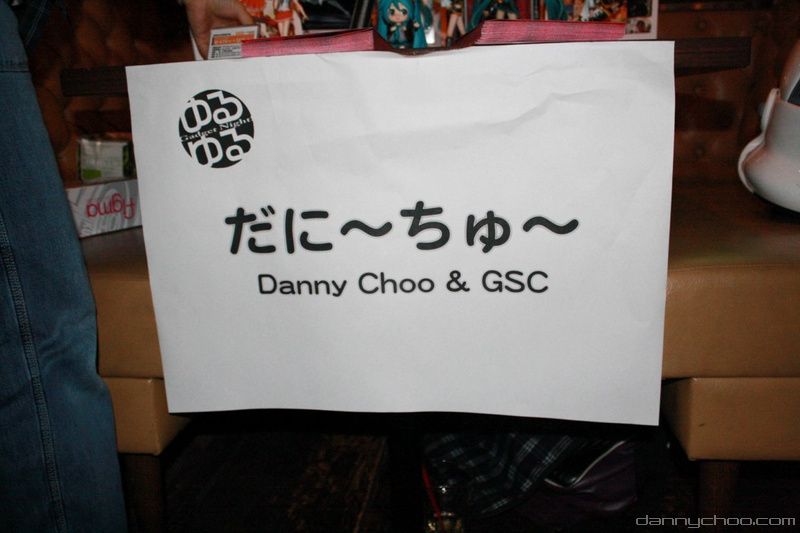 ゆる
Gadget Night
ゆる
だに～ちゅ～
Danny Choo & GSC
figma
dannychoo.com